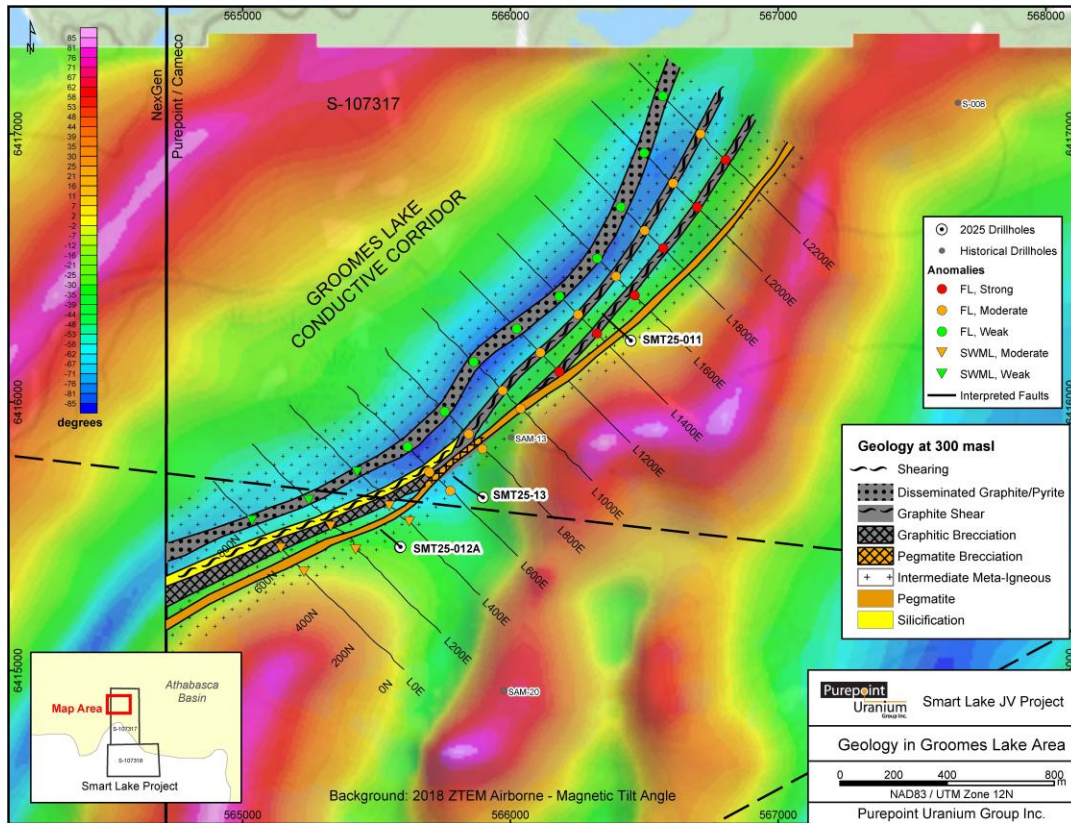 565000
566000
567000
568000
N
85
81
76
67
62
58
53
48
44
39
35
30
25
20
16
11
7
2
-2
-7
-12
-16
-21
-25
-30
-35
-39
-44
-48
-53
-57
-62
-67
-71
-76
-85
degrees
NexGen
Purepoint / Cameco
S-107317
S-008
6417000
6417000
GROOMES LAKE
CONDUCTIVE CORRIDOR
L2200E
L2000E
L1800E
L1600E
L1400E
L1200E
L1000E
L800E
L600E
L400E
L200E
L0E
800N
600N
400N
200N
0N
SMT25-011
SAM-13
SMT25-13
SMT25-012A
SAM-20
6416000
6416000
6415000
2025 Drillholes
Historical Drillholes
Anomalies
FL, Strong
FL, Moderate
FL, Weak
SWML, Moderate
SWML, Weak
Interpreted Faults
Geology at 300 masl
Shearing
Disseminated Graphite/Pyrite
Graphite Shear
Graphitic Brecciation
Pegmatite Brecciation
Intermediate Meta-Igneous
Pegmatite
Silicification
Athabasca
Basin
Map Area
S-107317
S-107318
Smart Lake Project
Background: 2018 ZTEM Airborne - Magnetic Tilt Angle
565000
566000
567000
Purepoint
Uranium
Group Inc.
Smart Lake JV Project
Geology in Groomes Lake Area
0 200 400 800
m
NAD83 / UTM Zone 12N
Purepoint Uranium Group Inc.